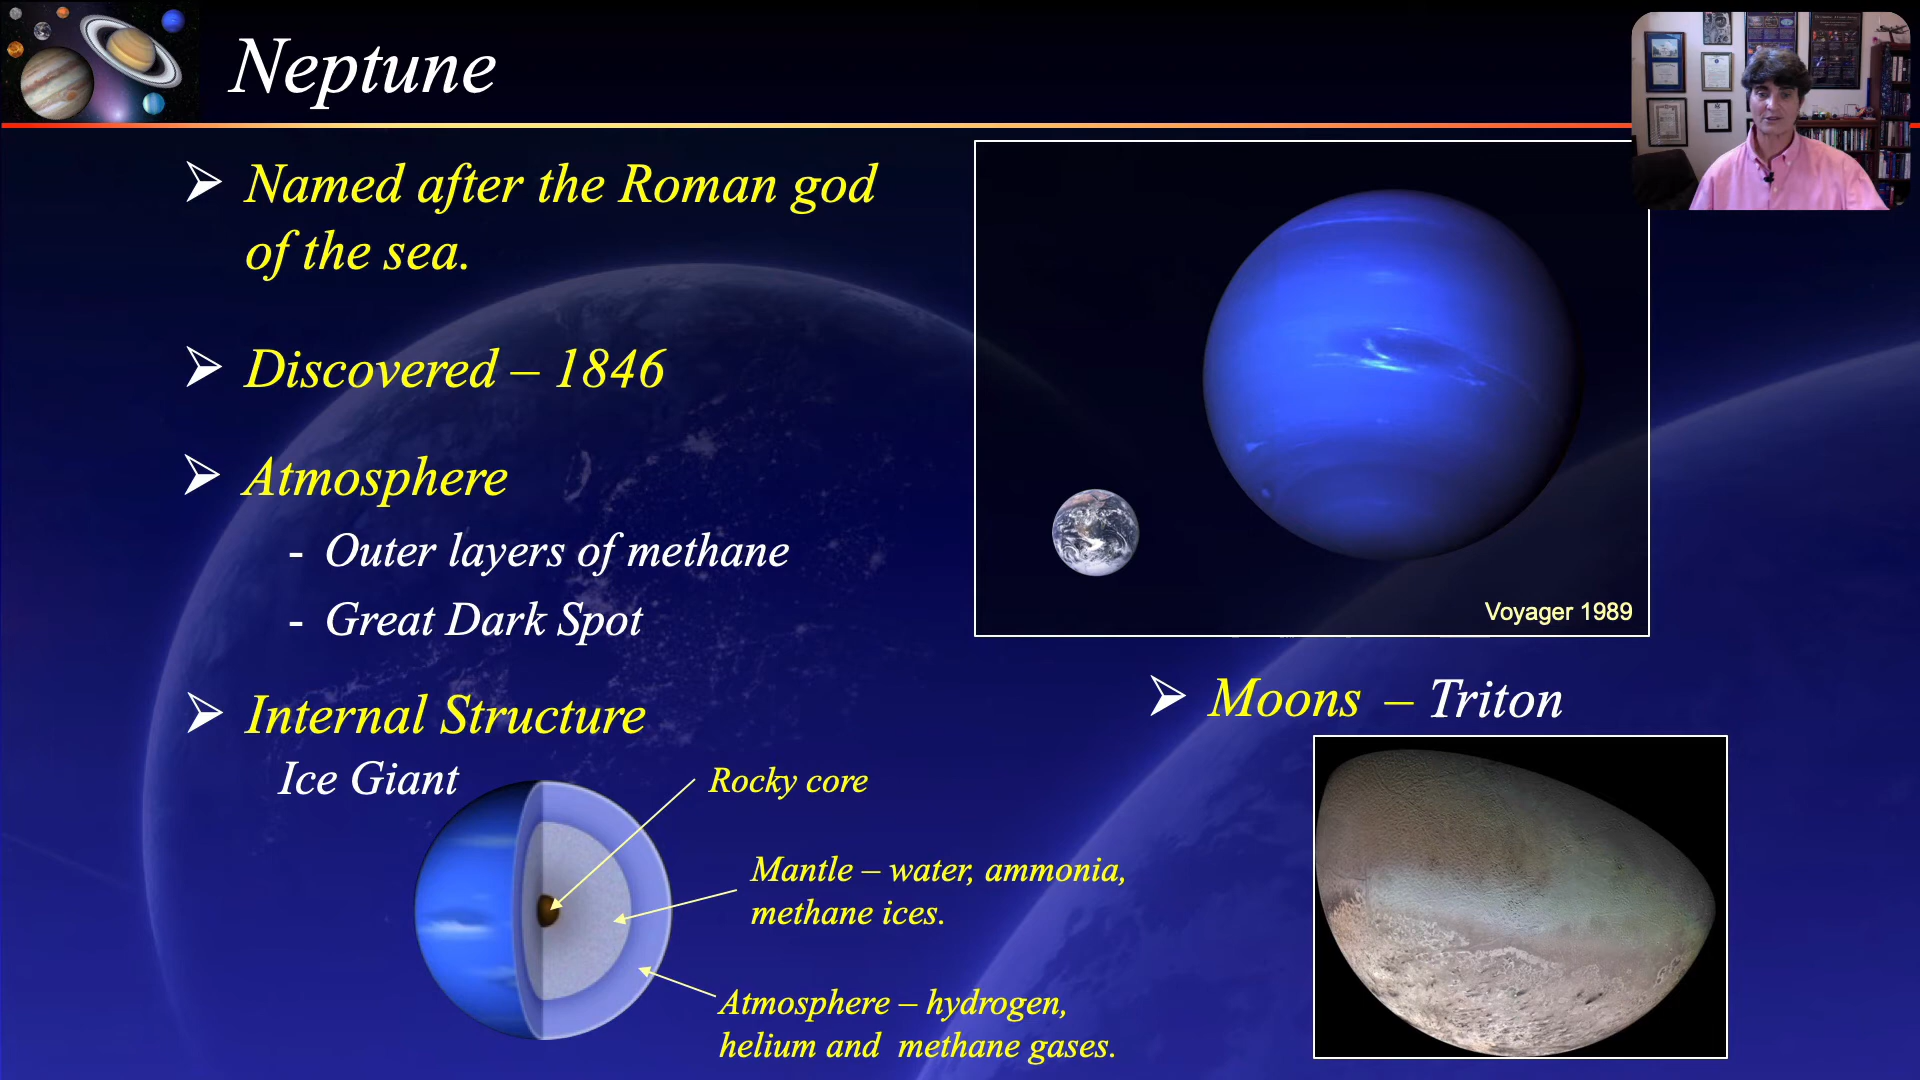 Neptune
➢ Named after the Roman god
of the sea.
➢ Discovered – 1846
➢ Atmosphere
- Outer layers of methane
- Great Dark Spot
➢ Internal Structure
Ice Giant
Rocky core
Mantle – water, ammonia,
methane ices.
Atmosphere – hydrogen,
helium and methane gases.
Voyager 1989
➢ Moons – Triton